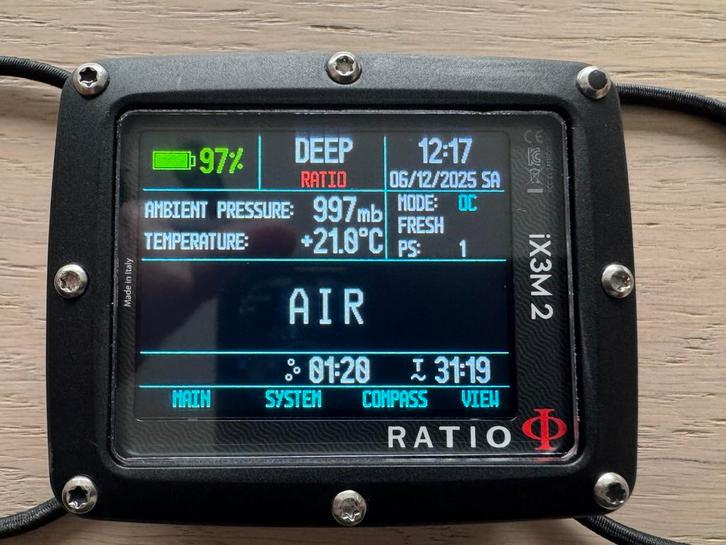 97%
DEEP
RATIO
12:17
06/12/2025 SA
AMBIENT PRESSURE: 997mb
TEMPERATURE: +21.0°C
MODE: OC
FRESH
PS: 1
AIR
01:20
31:19
MAIN SYSTEM COMPASS VIEW
RATIO
iX3M 2
Made in Italy
CE